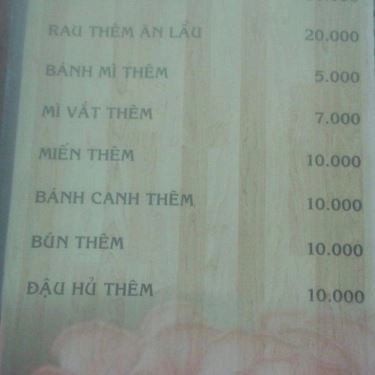 RAU THÊM ĂN LẨU 20.000
BÁNH MÌ THÊM 5.000
MÌ VẮT THÊM 7.000
MIẾN THÊM 10.000
BÁNH CANH THÊM 10.000
BÚN THÊM 10.000
ĐẬU HỦ THÊM 10.000